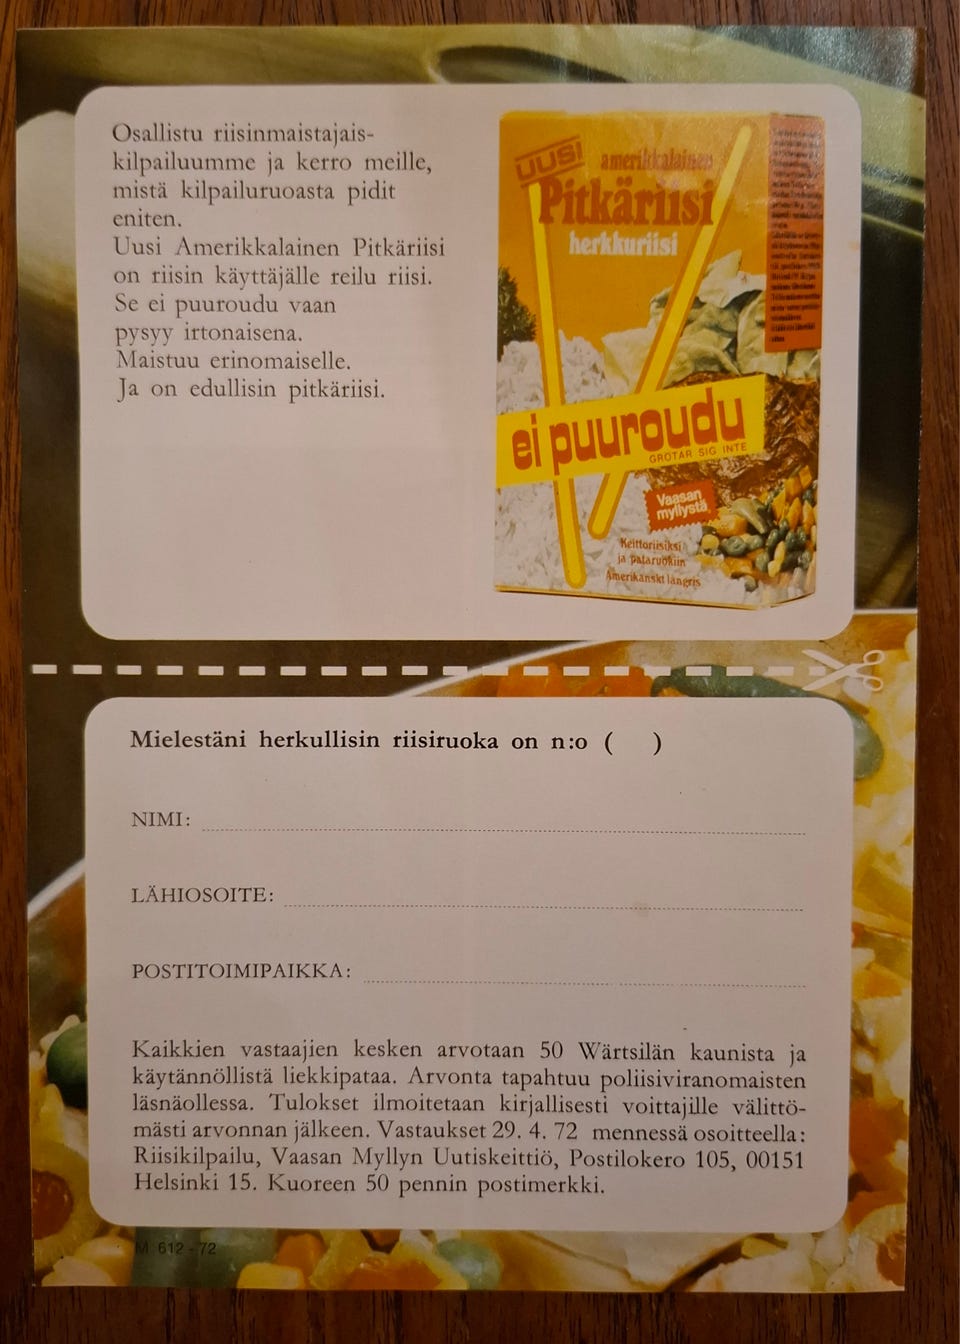 Osallistu riisinmaistajais-
kilpailuumme ja kerro meille,
mistä kilpailuruoasta pidit
eniten.
Uusi Amerikkalainen Pitkäriisi
on riisin käyttäjälle reilu riisi.
Se ei puuroudu vaan
pysyy irtonaisena.
Maistuu erinomaiselle.
Ja on edullisin pitkäriisi.
UUSI
amerikkalainen
Pitkäriisi
herkkuriisi
ei puuroudu
GRÖTAR SIG INTE
Vaasan
myllystä
Keittoriisiksi
ja pataruokiin
Amerikanskt långris
Mielestäni herkullisin riisiruoka on n:o ( )
NIMI:
LÄHIOSOITE:
POSTITOIMIPAIKKA:
Kaikkien vastaajien kesken arvotaan 50 Wärtsilän kaunista ja
käytännöllistä liekkipataa. Arvonta tapahtuu poliisiviranomaisten
läsnäollessa. Tulokset ilmoitetaan kirjallisesti voittajille välittö-
mästi arvonnan jälkeen. Vastaukset 29. 4. 72 mennessä osoitteella:
Riisikilpailu, Vaasan Myllyn Uutiskeittiö, Postilokero 105, 00151
Helsinki 15. Kuoreen 50 pennin postimerkki.
M 612 - 72